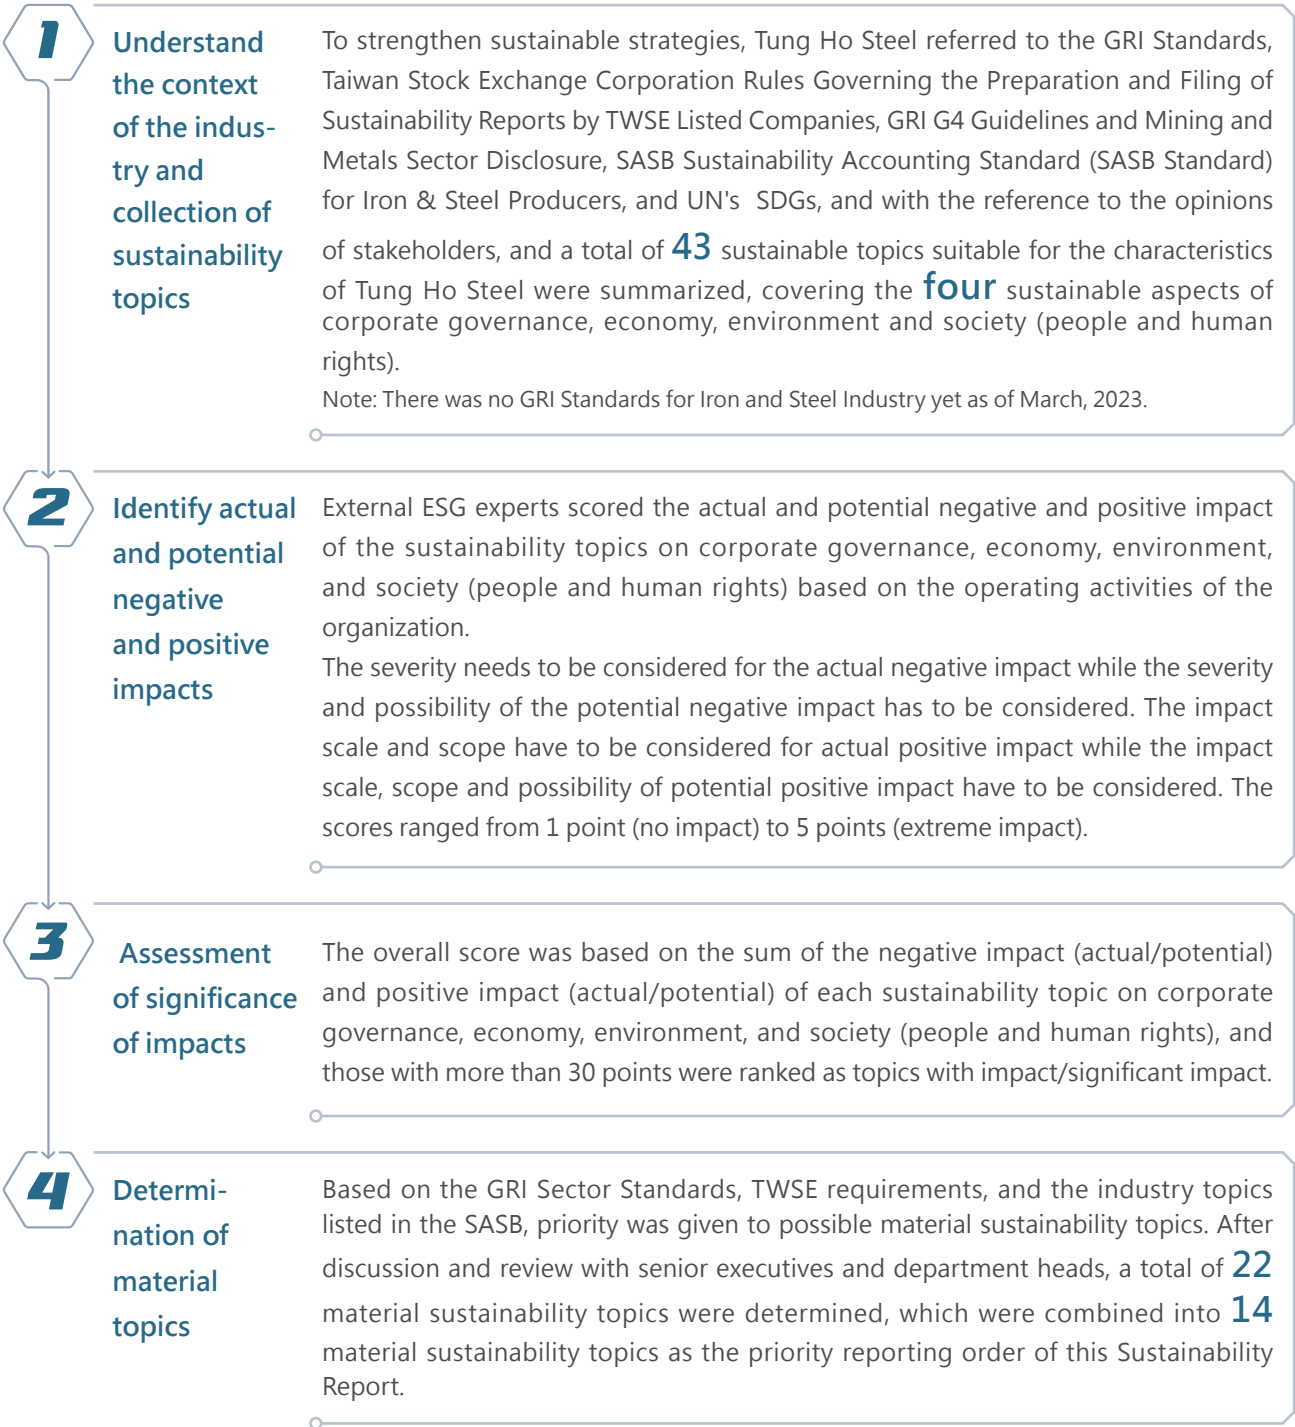 1
Understand
the context
of the indus-
try and
collection of
sustainability
topics
To strengthen sustainable strategies, Tung Ho Steel referred to the GRI Standards,
Taiwan Stock Exchange Corporation Rules Governing the Preparation and Filing of
Sustainability Reports by TWSE Listed Companies, GRI G4 Guidelines and Mining and
Metals Sector Disclosure, SASB Sustainability Accounting Standard (SASB Standard)
for Iron & Steel Producers, and UN's SDGs, and with the reference to the opinions
of stakeholders, and a total of 43 sustainable topics suitable for the characteristics
of Tung Ho Steel were summarized, covering the four sustainable aspects of
corporate governance, economy, environment and society (people and human
rights).
Note: There was no GRI Standards for Iron and Steel Industry yet as of March, 2023.
2
Identify actual
and potential
negative
and positive
impacts
External ESG experts scored the actual and potential negative and positive impact
of the sustainability topics on corporate governance, economy, environment,
and society (people and human rights) based on the operating activities of the
organization.
The severity needs to be considered for the actual negative impact while the severity
and possibility of the potential negative impact has to be considered. The impact
scale and scope have to be considered for actual positive impact while the impact
scale, scope and possibility of potential positive impact have to be considered. The
scores ranged from 1 point (no impact) to 5 points (extreme impact).
3
Assessment
of significance
of impacts
The overall score was based on the sum of the negative impact (actual/potential)
and positive impact (actual/potential) of each sustainability topic on corporate
governance, economy, environment, and society (people and human rights), and
those with more than 30 points were ranked as topics with impact/significant impact.
4
Determi-
nation of
material
topics
Based on the GRI Sector Standards, TWSE requirements, and the industry topics
listed in the SASB, priority was given to possible material sustainability topics. After
discussion and review with senior executives and department heads, a total of 22
material sustainability topics were determined, which were combined into 14
material sustainability topics as the priority reporting order of this Sustainability
Report.